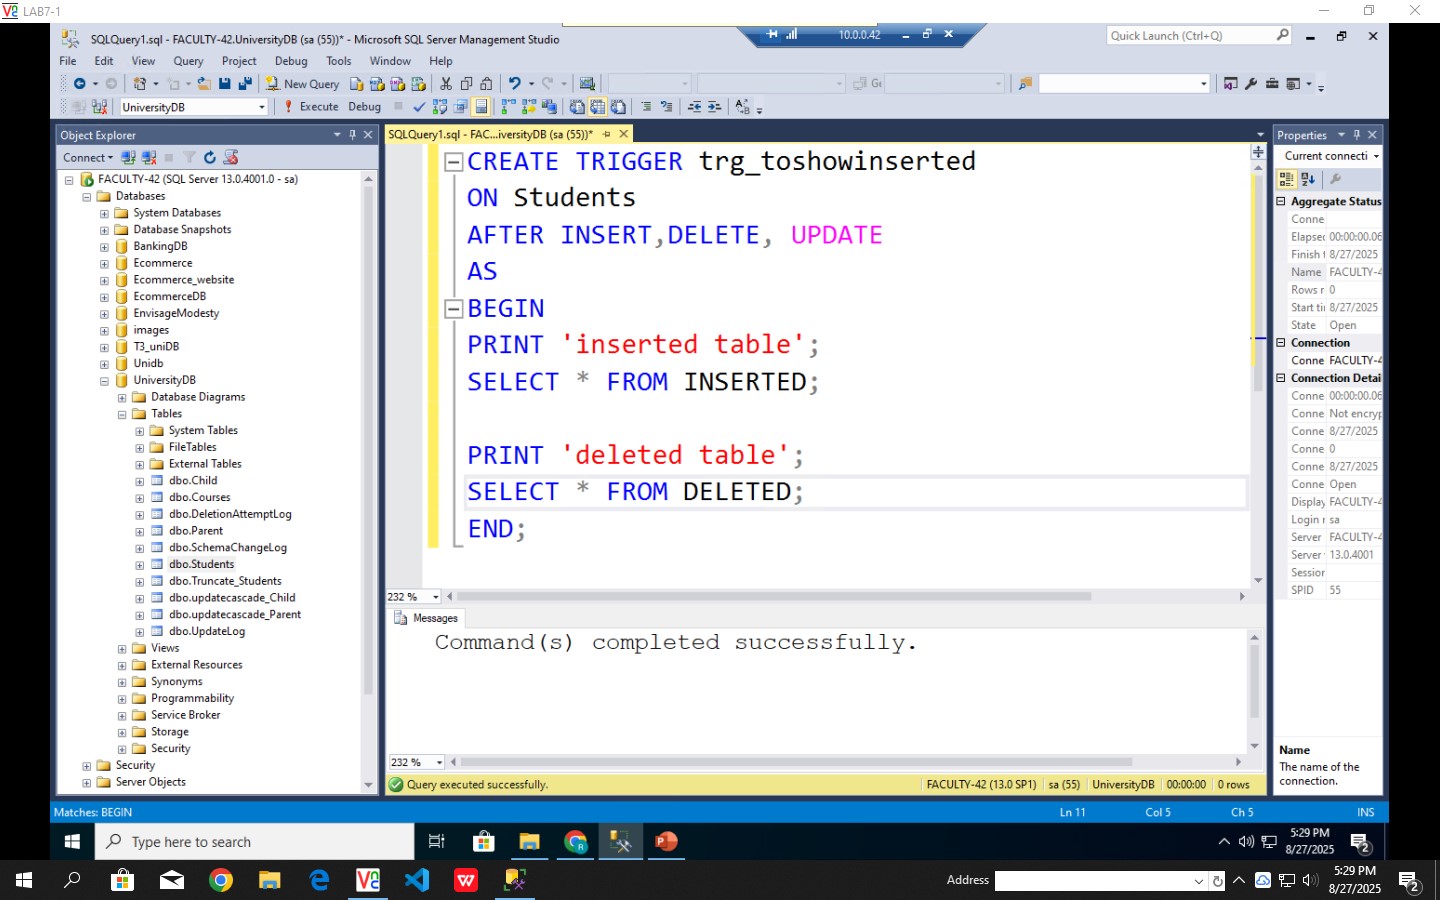 LAB7-1
SQLQuery1.sql - FACULTY-42.UniversityDB (sa (55))* - Microsoft SQL Server Management Studio
10.0.0.42
Quick Launch (Ctrl+Q)
File Edit View Query Project Debug Tools Window Help
New Query
UniversityDB
Execute Debug
Object Explorer
Connect
FACULTY-42 (SQL Server 13.0.4001.0 - sa)
Databases
System Databases
Database Snapshots
BankingDB
Ecommerce
Ecommerce_website
EcommerceDB
EnvisageModesty
images
T3_uniDB
Unidb
UniversityDB
Database Diagrams
Tables
System Tables
FileTables
External Tables
dbo.Child
dbo.Courses
dbo.DeletionAttemptLog
dbo.Parent
dbo.SchemaChangeLog
dbo.Students
dbo.Truncate_Students
dbo.updatecascade_Child
dbo.updatecascade_Parent
dbo.UpdateLog
Views
External Resources
Synonyms
Programmability
Service Broker
Storage
Security
Security
Server Objects
SQLQuery1.sql - FAC...iversityDB (sa (55))*
CREATE TRIGGER trg_toshowinserted
ON Students
AFTER INSERT,DELETE, UPDATE
AS
BEGIN
PRINT 'inserted table';
SELECT * FROM INSERTED;
PRINT 'deleted table';
SELECT * FROM DELETED;
END;
232 %
Messages
Command(s) completed successfully.
232 %
Query executed successfully.
FACULTY-42 (13.0 SP1) sa (55) UniversityDB 00:00:00 0 rows
Properties
Current connecti
Aggregate Status
Conne
Elapsec 00:00:00.06
Finish t 8/27/2025
Name FACULTY-4
Rows r 0
Start ti 8/27/2025
State Open
Connection
Conne FACULTY-4
Connection Detai
Conne 00:00:00.06
Conne Not encryp
Conne 8/27/2025
Conne 0
Conne 8/27/2025
Conne Open
Display FACULTY-4
Login r sa
Server FACULTY-4
Server 13.0.4001
Session
SPID 55
Name
The name of the
connection.
Matches: BEGIN
Ln 11 Col 5 Ch 5 INS
Type here to search
5:29 PM
8/27/2025
2
Address
5:29 PM
8/27/2025
2